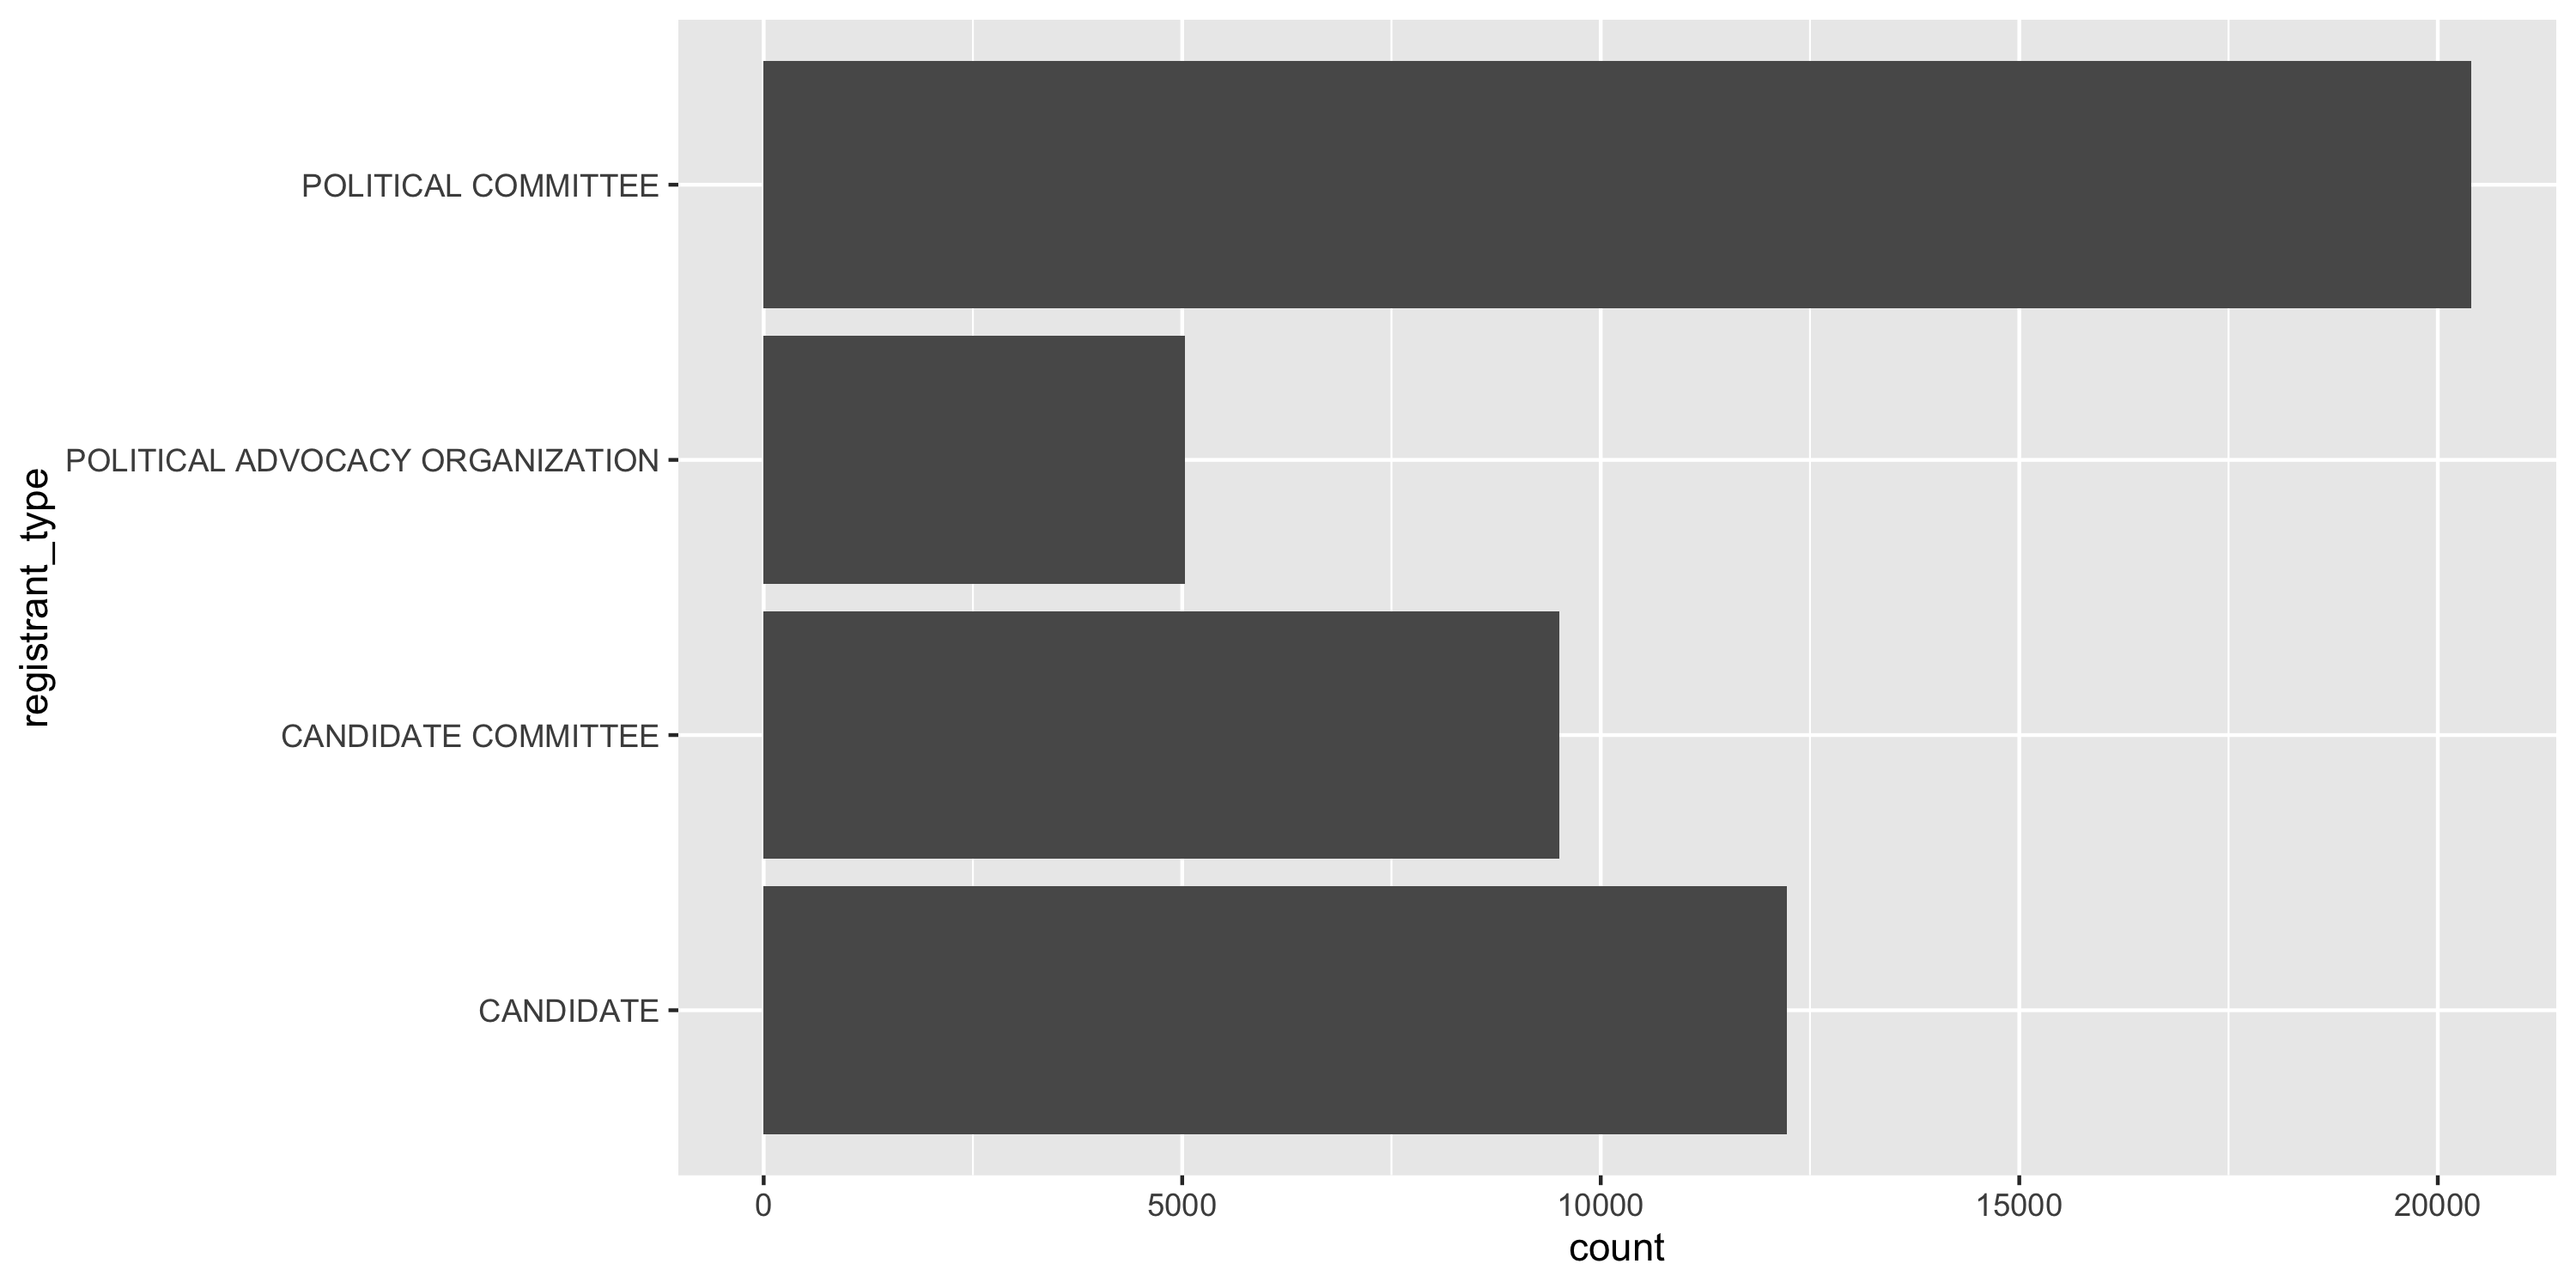 registrant_type
POLITICAL COMMITTEE
POLITICAL ADVOCACY ORGANIZATION
CANDIDATE COMMITTEE
CANDIDATE
0 5000 10000 15000 20000
count